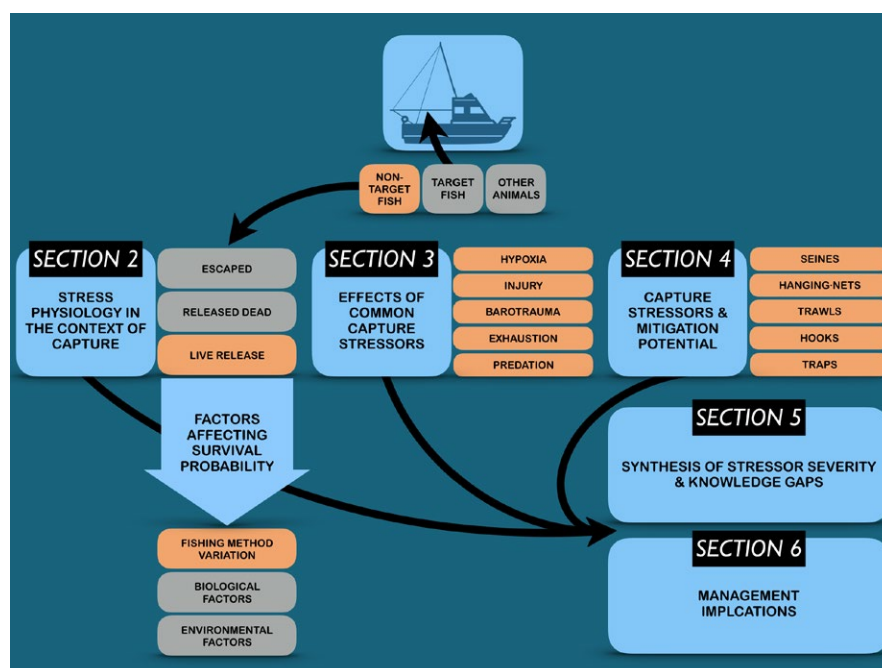 NON-
TARGET
FISH
TARGET
FISH
OTHER
ANIMALS
SECTION 2
STRESS
PHYSIOLOGY IN
THE CONTEXT OF
CAPTURE
ESCAPED
RELEASED DEAD
LIVE RELEASE
FACTORS
AFFECTING
SURVIVAL
PROBABILITY
FISHING METHOD
VARIATION
BIOLOGICAL
FACTORS
ENVIRONMENTAL
FACTORS
SECTION 3
EFFECTS OF
COMMON
CAPTURE
STRESSORS
HYPOXIA
INJURY
BAROTRAUMA
EXHAUSTION
PREDATION
SECTION 4
CAPTURE
STRESSORS &
MITIGATION
POTENTIAL
SEINES
HANGING-NETS
TRAWLS
HOOKS
TRAPS
SECTION 5
SYNTHESIS OF STRESSOR SEVERITY
& KNOWLEDGE GAPS
SECTION 6
MANAGEMENT
IMPLCATIONS